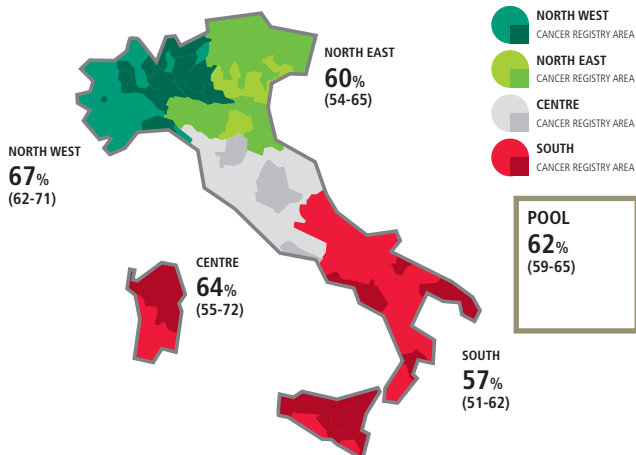 NORTH WEST
CANCER REGISTRY AREA
NORTH EAST
CANCER REGISTRY AREA
CENTRE
CANCER REGISTRY AREA
SOUTH
CANCER REGISTRY AREA
NORTH EAST
60%
(54-65)
NORTH WEST
67%
(62-71)
POOL
62%
(59-65)
CENTRE
64%
(55-72)
SOUTH
57%
(51-62)